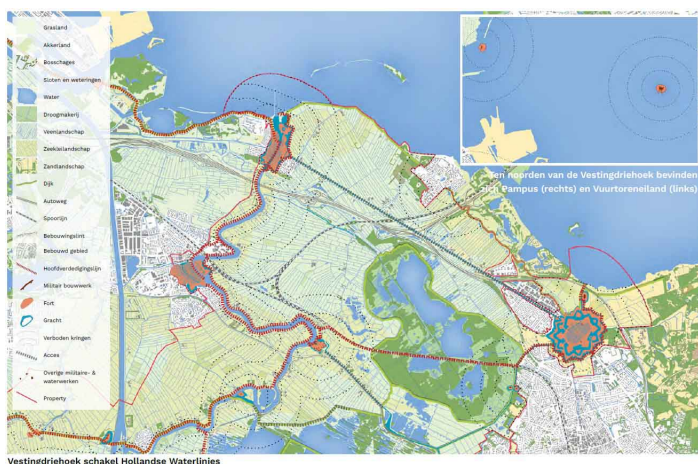 Grasland
Akkerland
Bosschages
Sloten en weteringen
Water
Droogmakerij
Veenlandschap
Zeekleilandschap
Zandlandschap
Dijk
Autoweg
Spoorlijn
Bebouwingslint
Bebouwd gebied
Hoofdverdedigingslijn
Militair bouwwerk
Fort
Gracht
Verboden kringen
Acces
Overige militaire- &
waterwerken
Property
Ten noorden van de Vestingdriehoek bevinden
zich Pampus (rechts) en Vuurtoreneiland (links)
Vestingdriehoek schakel Hollandse Waterlinies